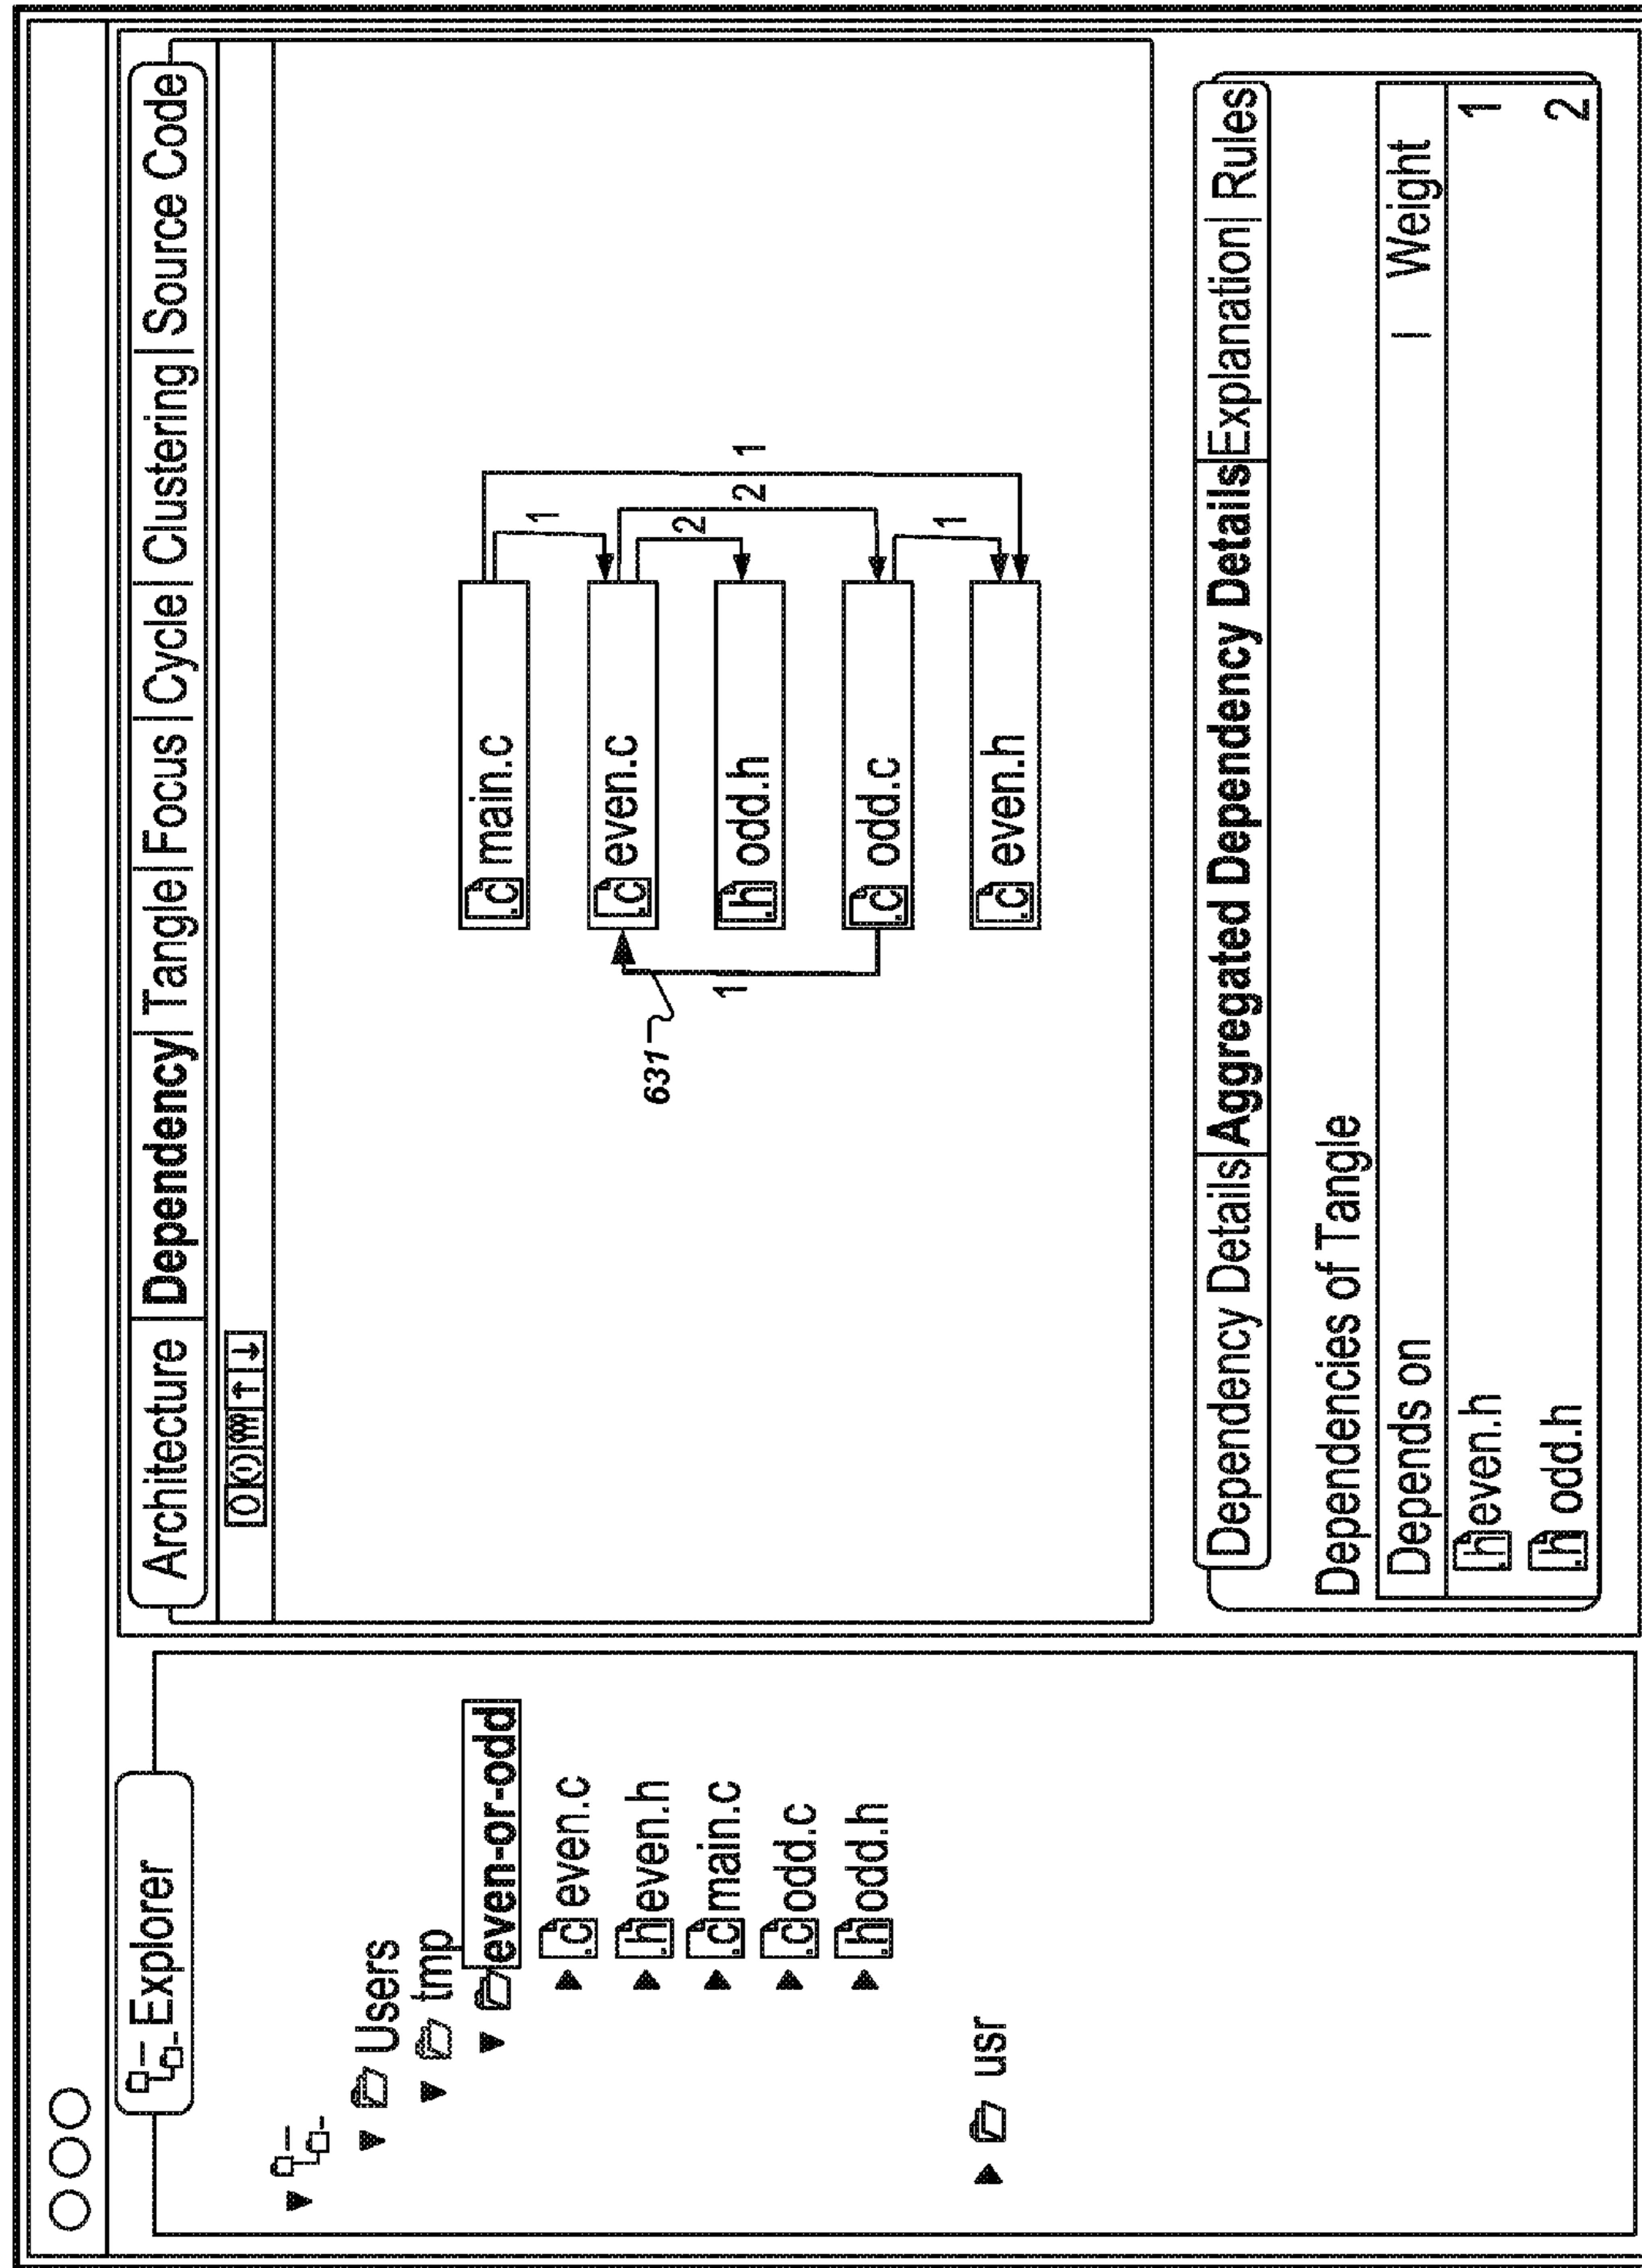 Explorer
Users
tmp
even-or-odd
.c even.c
.h even.h
.c main.c
.c odd.c
.h odd.h
usr
Architecture | Dependency | Tangle | Focus | Cycle | Clustering | Source Code
.c main.c
.c even.c
.h odd.h
.c odd.c
.c even.h
1
2
2
1
1
1
631
Dependency Details | Aggregated Dependency Details | Explanation | Rules
Dependencies of Tangle
Depends on | Weight
.h even.h 1
.h odd.h 2